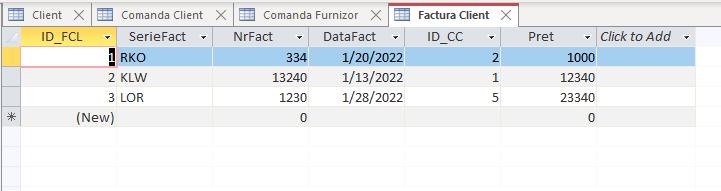 Client Comanda Client Comanda Furnizor Factura Client
ID_FCL SerieFact NrFact DataFact ID_CC Pret Click to Add
1 RKO 334 1/20/2022 2 1000
2 KLW 13240 1/13/2022 1 12340
3 LOR 1230 1/28/2022 5 23340
(New) 0 0